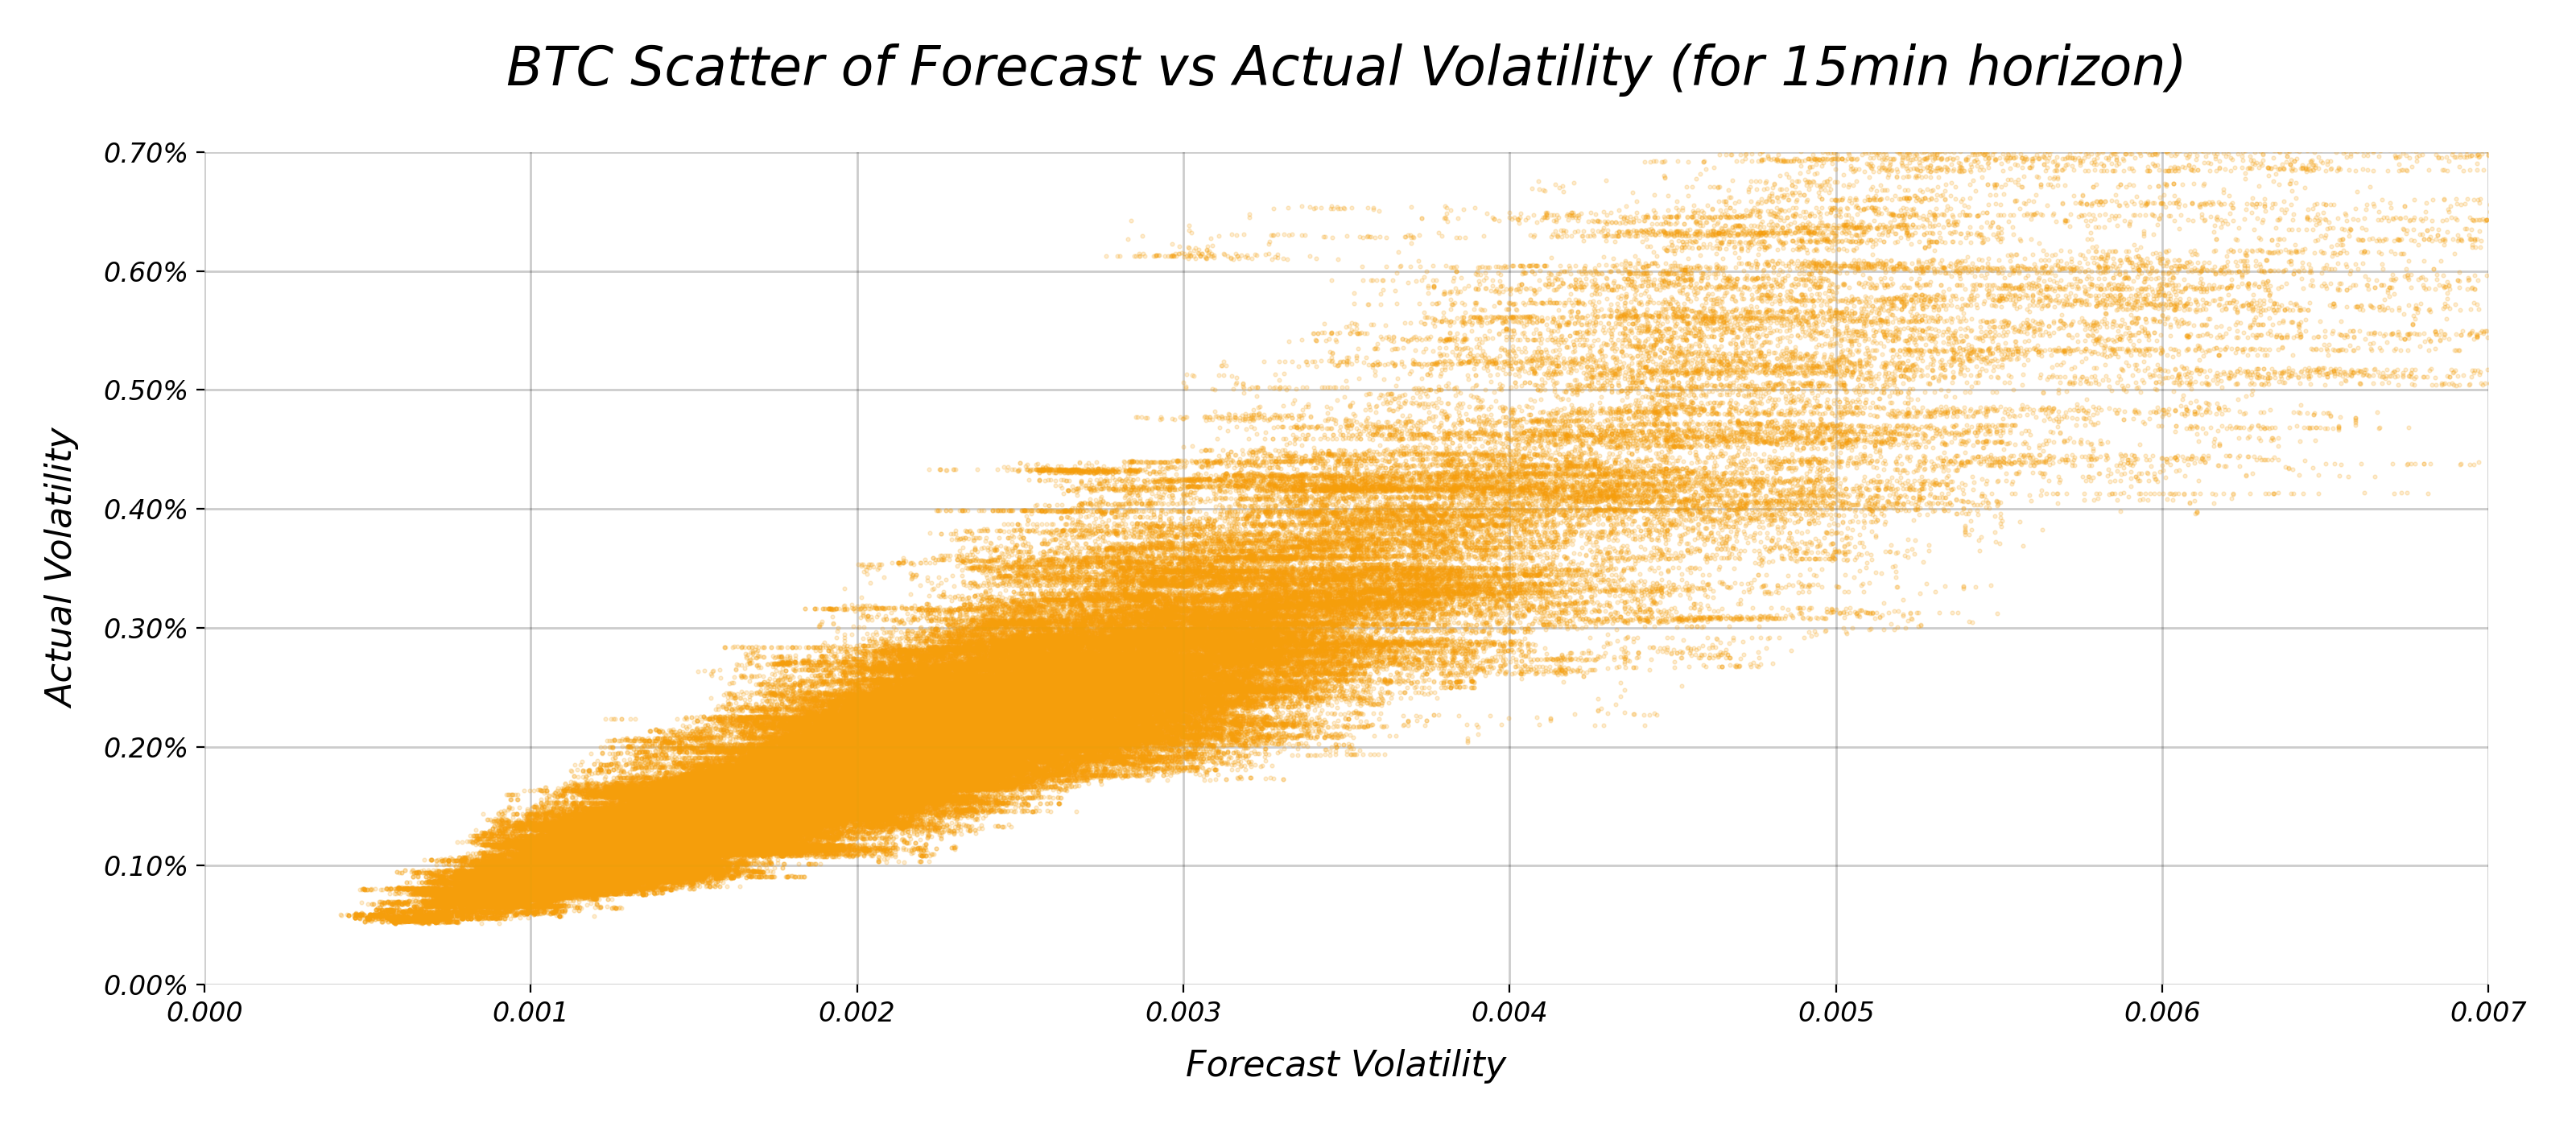 BTC Scatter of Forecast vs Actual Volatility (for 15min horizon)
Actual Volatility
0.70%
0.60%
0.50%
0.40%
0.30%
0.20%
0.10%
0.00%
0.000 0.001 0.002 0.003 0.004 0.005 0.006 0.007
Forecast Volatility